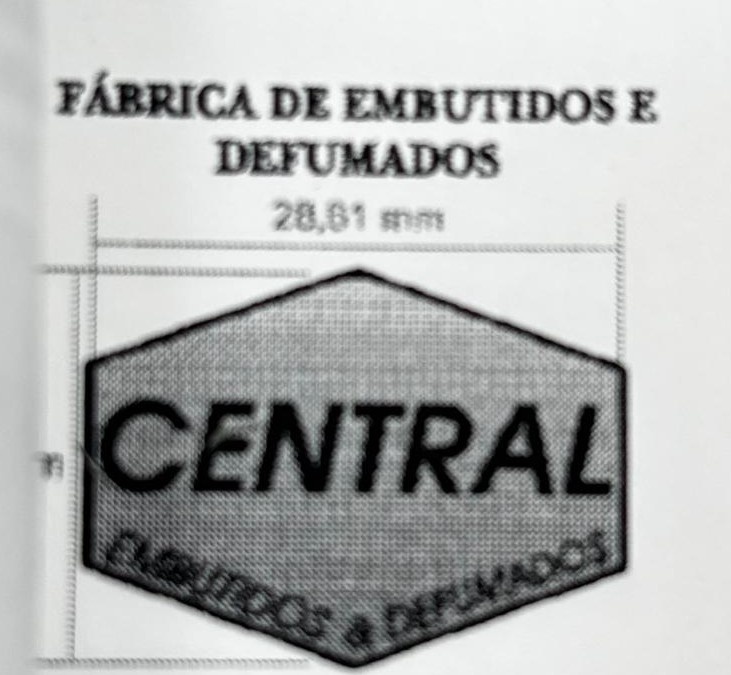 FÁBRICA DE EMBUTIDOS E
DEFUMADOS
28,61 mm
CENTRAL
EMBUTIDOS & DEFUMADOS